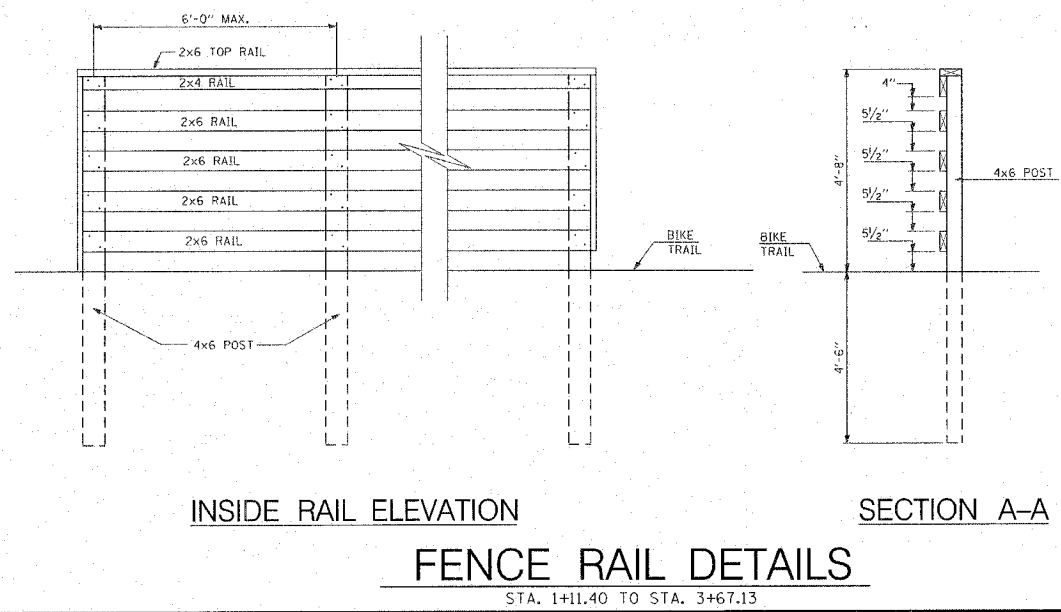 6'-0" MAX.
2x6 TOP RAIL
2x4 RAIL
2x6 RAIL
2x6 RAIL
2x6 RAIL
2x6 RAIL
BIKE
TRAIL
4x6 POST
4"
5½"
5½"
5½"
5½"
4'-8"
4x6 POST
BIKE
TRAIL
4'-6"
INSIDE RAIL ELEVATION
SECTION A–A
FENCE RAIL DETAILS
STA. 1+11.40 TO STA. 3+67.13